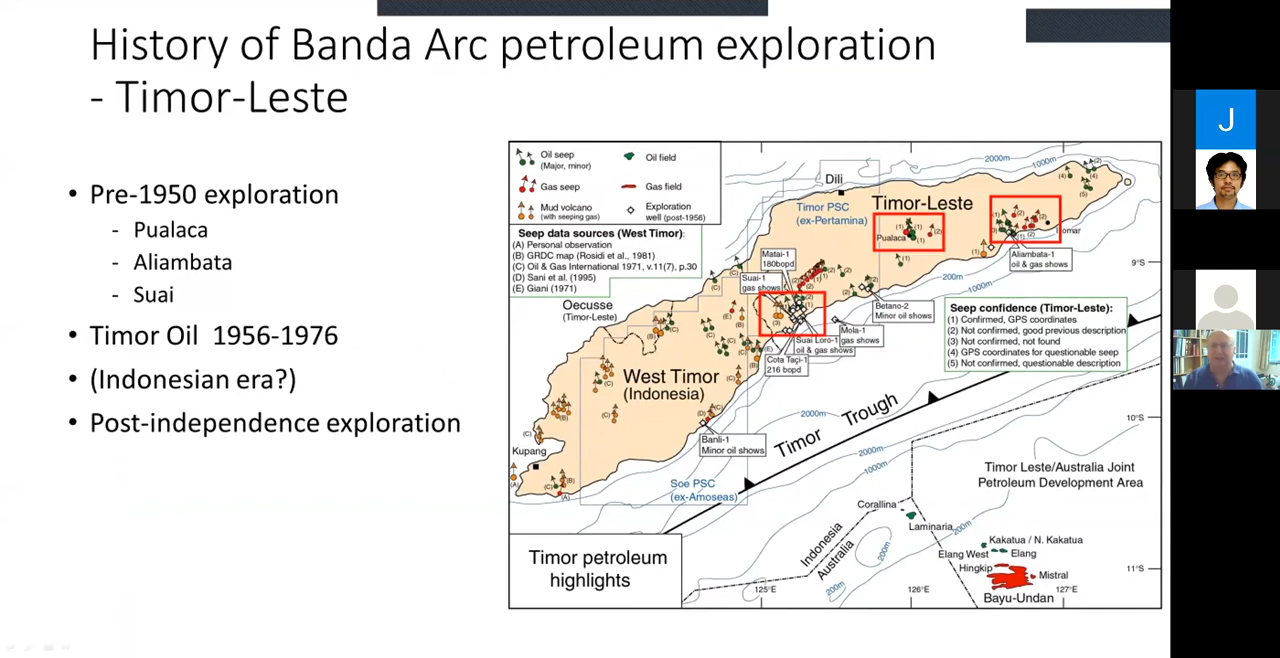 History of Banda Arc petroleum exploration
- Timor-Leste
• Pre-1950 exploration
- Pualaca
- Aliambata
- Suai
• Timor Oil 1956-1976
• (Indonesian era?)
• Post-independence exploration
Oil seep
(Major, minor)
Oil field
Gas seep
Gas field
Mud volcano
(with seeping gas)
Exploration
well (post-1956)
Seep data sources (West Timor):
(A) Personal observation
(B) GRDC map (Rosidi et al., 1981)
(C) Oil & Gas International 1971, v.11(7), p.30
(D) Sani et al. (1995)
(E) Giani (1971)
2000m
1000m
Dili
Timor PSC
(ex-Pertamina)
Timor-Leste
Pualaca
Aliambata-1
oil & gas shows
Matai-1
180bopd
Suai-1
gas shows
200m
1000m
9°S
Oecusse
(Timor-Leste)
Betano-2
Minor oil shows
Mola-1
gas shows
Suai Loro-1
oil & gas shows
Cota Taçi-1
216 bopd
Seep confidence (Timor-Leste):
(1) Confirmed, GPS coordinates
(2) Not confirmed, good previous description
(3) Not confirmed, not found
(4) GPS coordinates for questionable seep
(5) Not confirmed, questionable description
West Timor
(Indonesia)
2000m
Timor Trough
10°S
Banli-1
Minor oil shows
2000m
1000m
Kupang
Soe PSC
(ex-Amoseas)
Timor Leste/Australia Joint
Petroleum Development Area
Corallina
Laminaria
200m
Indonesia
Australia
200m
Kakatua / N. Kakatua
Elang West
Elang
Hingkip
Mistral
Bayu-Undan
11°S
200m
125°E
126°E
127°E
Timor petroleum
highlights
J